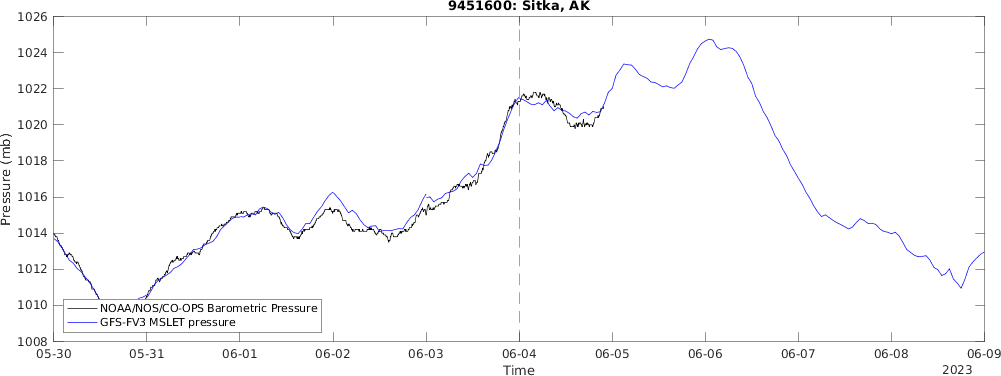 9451600: Sitka, AK
Pressure (mb)
1026
1024
1022
1020
1018
1016
1014
1012
1010
1008
NOAA/NOS/CO-OPS Barometric Pressure
GFS-FV3 MSLET pressure
05-30 05-31 06-01 06-02 06-03 06-04 06-05 06-06 06-07 06-08 06-09
Time
2023